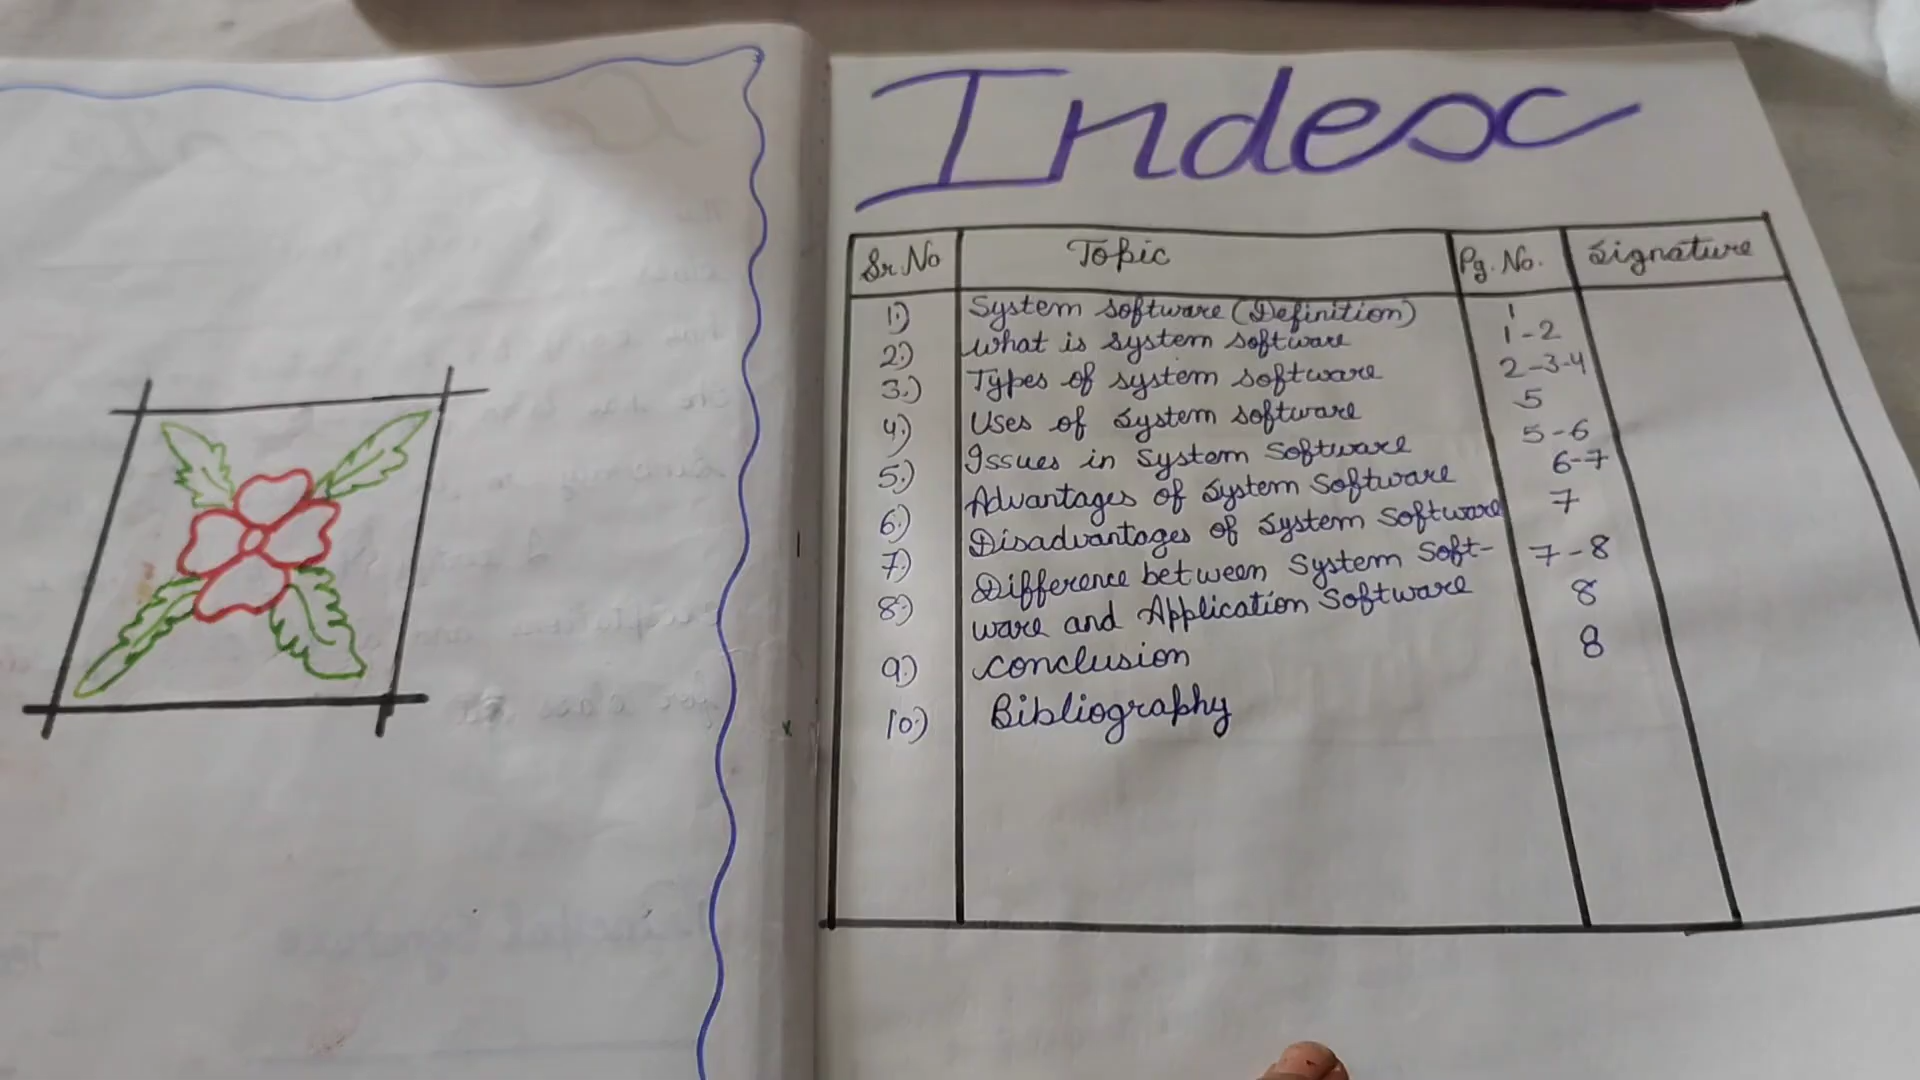 Index
Sr. No Topic Pg. No. Signature
1.) System software (Definition) 1
2.) What is system software 1-2
3.) Types of system software 2-3-4
4.) Uses of system software 5
5.) Issues in system software 5-6
6.) Advantages of system software 6-7
7.) Disadvantages of system software 7
8.) Difference between system soft-
ware and Application software 7-8
9.) conclusion 8
10.) Bibliography 8